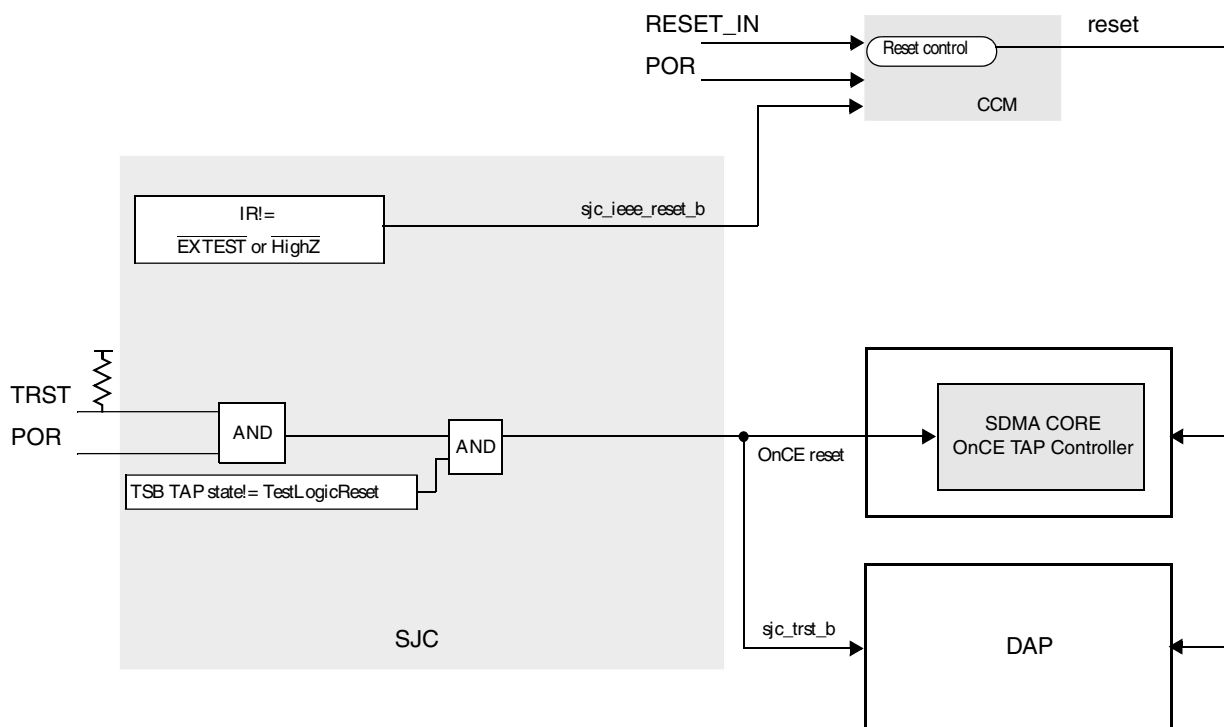 RESET_IN
Reset control
reset
POR
CCM
IR!=
EXTEST or HighZ
sjc_ieee_reset_b
TRST
POR
AND
AND
TSB TAP state!= TestLogicReset
OnCE reset
SDMA CORE
OnCE TAP Controller
SJC
sjc_trst_b
DAP